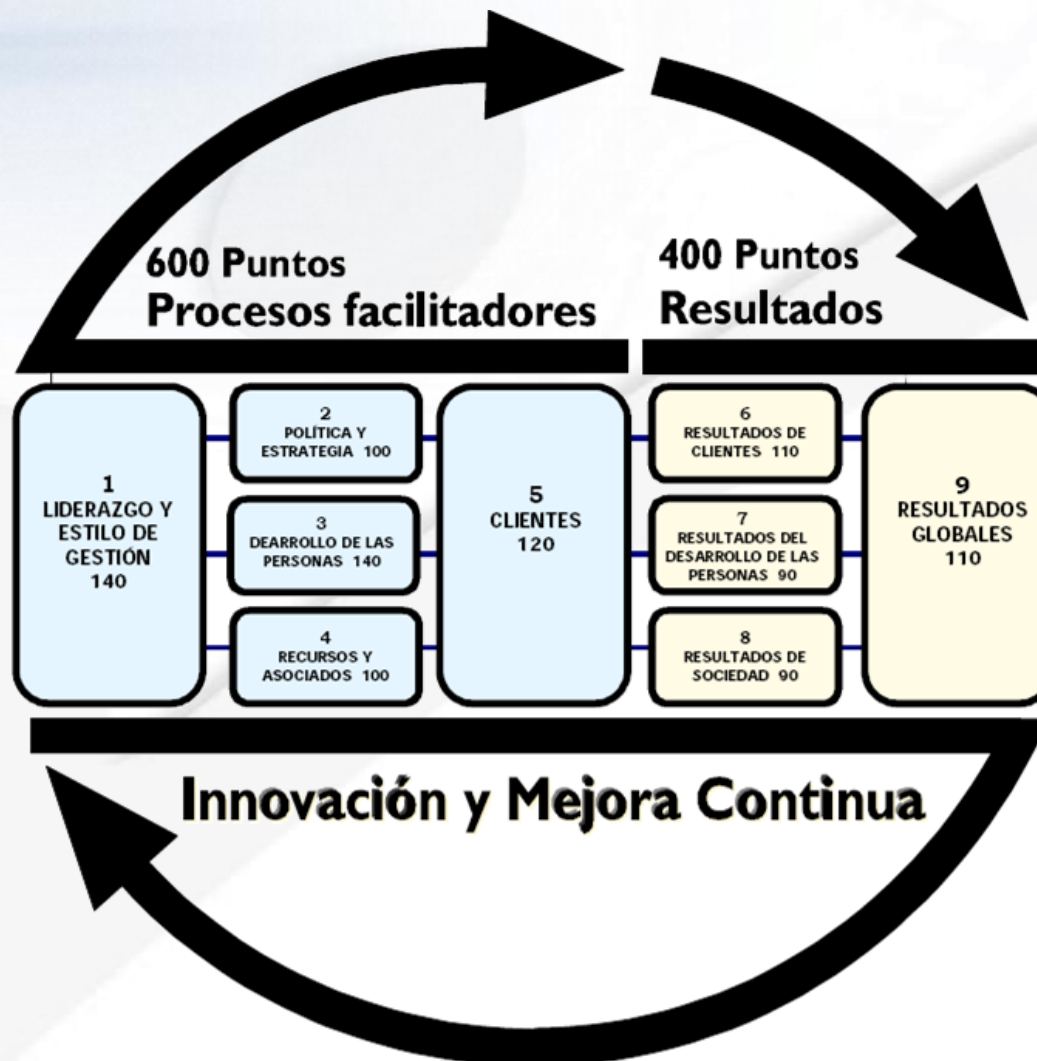 600 Puntos
Procesos facilitadores
400 Puntos
Resultados
1
LIDERAZGO Y
ESTILO DE
GESTIÓN
140
2
POLÍTICA Y
ESTRATEGIA 100
3
DEARROLLO DE LAS
PERSONAS 140
4
RECURSOS Y
ASOCIADOS 100
5
CLIENTES
120
6
RESULTADOS DE
CLIENTES 110
7
RESULTADOS DEL
DESARROLLO DE LAS
PERSONAS 90
8
RESULTADOS DE
SOCIEDAD 90
9
RESULTADOS
GLOBALES
110
Innovación y Mejora Continua